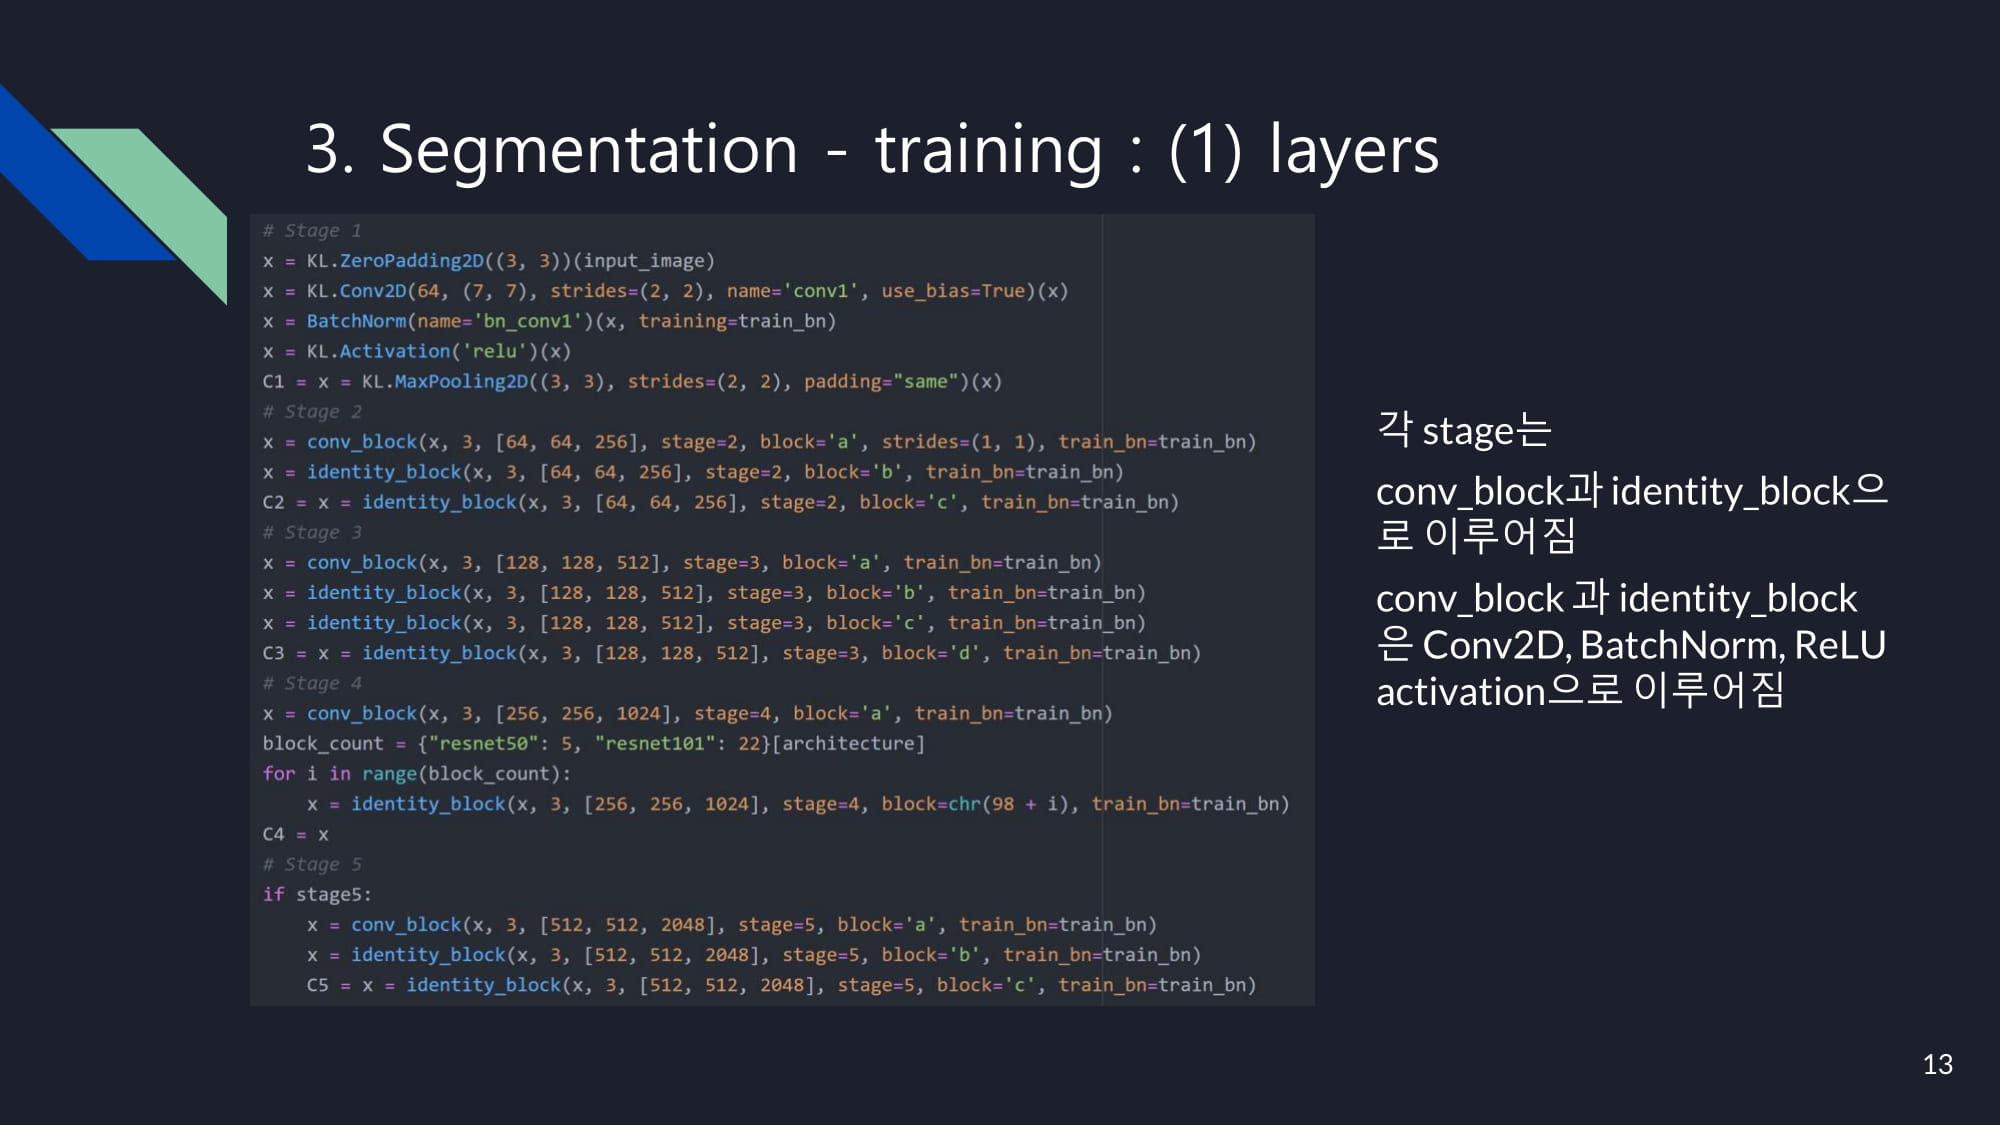 3. Segmentation - training : (1) layers
# Stage 1
x = KL.ZeroPadding2D((3, 3))(input_image)
x = KL.Conv2D(64, (7, 7), strides=(2, 2), name='conv1', use_bias=True)(x)
x = BatchNorm(name='bn_conv1')(x, training=train_bn)
x = KL.Activation('relu')(x)
C1 = x = KL.MaxPooling2D((3, 3), strides=(2, 2), padding="same")(x)
# Stage 2
x = conv_block(x, 3, [64, 64, 256], stage=2, block='a', strides=(1, 1), train_bn=train_bn)
x = identity_block(x, 3, [64, 64, 256], stage=2, block='b', train_bn=train_bn)
C2 = x = identity_block(x, 3, [64, 64, 256], stage=2, block='c', train_bn=train_bn)
# Stage 3
x = conv_block(x, 3, [128, 128, 512], stage=3, block='a', train_bn=train_bn)
x = identity_block(x, 3, [128, 128, 512], stage=3, block='b', train_bn=train_bn)
x = identity_block(x, 3, [128, 128, 512], stage=3, block='c', train_bn=train_bn)
C3 = x = identity_block(x, 3, [128, 128, 512], stage=3, block='d', train_bn=train_bn)
# Stage 4
x = conv_block(x, 3, [256, 256, 1024], stage=4, block='a', train_bn=train_bn)
block_count = {"resnet50": 5, "resnet101": 22}[architecture]
for i in range(block_count):
    x = identity_block(x, 3, [256, 256, 1024], stage=4, block=chr(98 + i), train_bn=train_bn)
C4 = x
# Stage 5
if stage5:
    x = conv_block(x, 3, [512, 512, 2048], stage=5, block='a', train_bn=train_bn)
    x = identity_block(x, 3, [512, 512, 2048], stage=5, block='b', train_bn=train_bn)
    C5 = x = identity_block(x, 3, [512, 512, 2048], stage=5, block='c', train_bn=train_bn)
각 stage는
conv_block과 identity_block으
로 이루어짐
conv_block 과 identity_block
은 Conv2D, BatchNorm, ReLU
activation으로 이루어짐
13